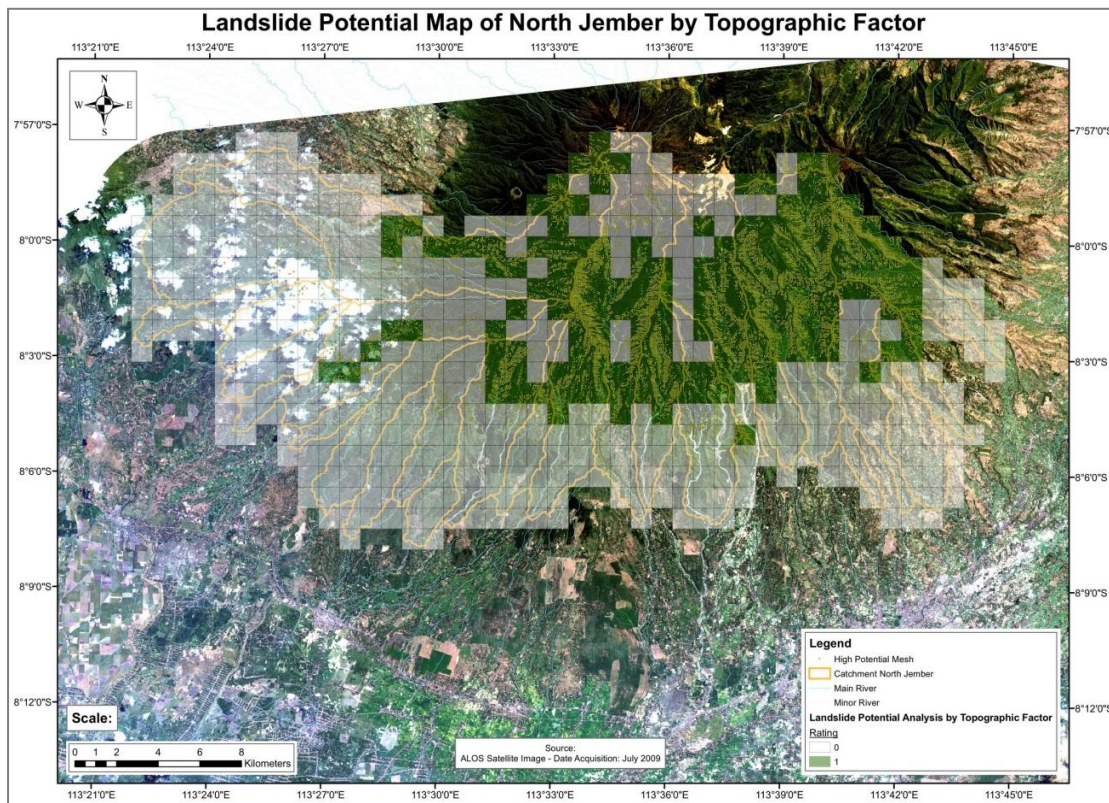 Landslide Potential Map of North Jember by Topographic Factor
113°21'0"E 113°24'0"E 113°27'0"E 113°30'0"E 113°33'0"E 113°36'0"E 113°39'0"E 113°42'0"E 113°45'0"E
N
W E
S
7°57'0"S 7°57'0"S
8°0'0"S 8°0'0"S
8°3'0"S 8°3'0"S
8°6'0"S 8°6'0"S
8°9'0"S 8°9'0"S
8°12'0"S 8°12'0"S
Legend
High Potential Mesh
Catchment North Jember
Main River
Minor River
Landslide Potential Analysis by Topographic Factor
Rating
0
1
Scale:
0 1 2 4 6 8
Kilometers
Source:
ALOS Satellite Image - Date Acquisition: July 2009
113°21'0"E 113°24'0"E 113°27'0"E 113°30'0"E 113°33'0"E 113°36'0"E 113°39'0"E 113°42'0"E 113°45'0"E